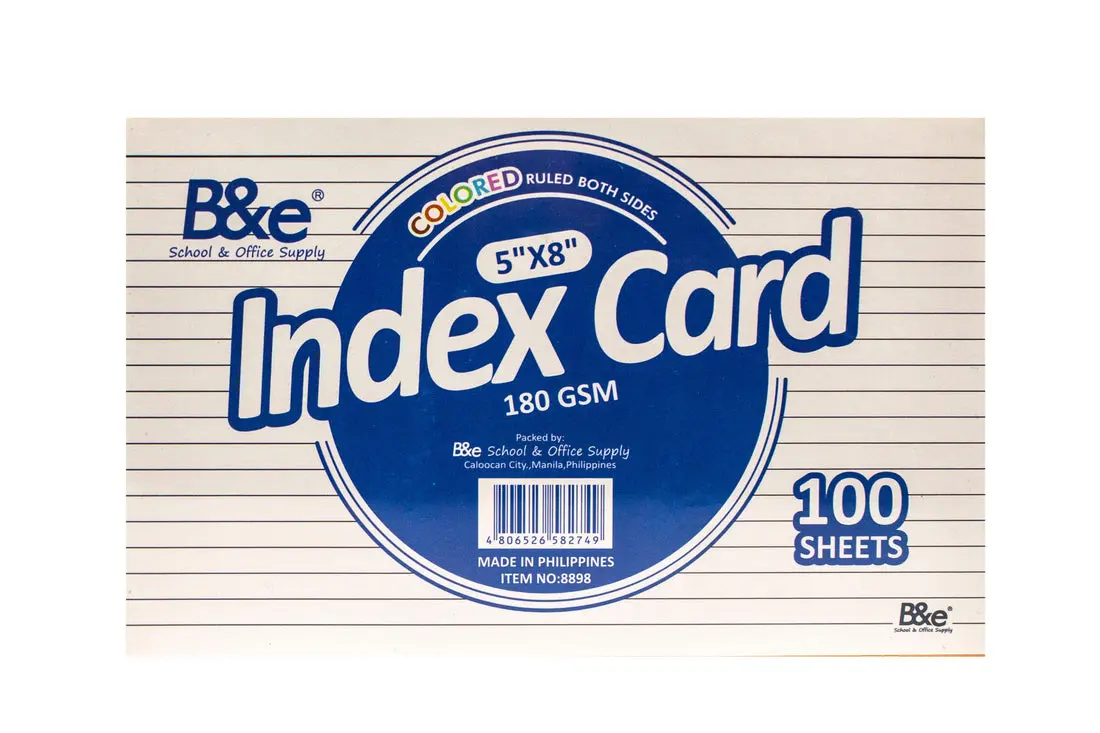 B&e®
School & Office Supply
COLORED RULED BOTH SIDES
5"X8"
Index Card
180 GSM
Packed by:
B&e School & Office Supply
Caloocan City.,Manila,Philippines
4 806526 582749
MADE IN PHILIPPINES
ITEM NO:8898
100
SHEETS
B&e®
School & Office Supply